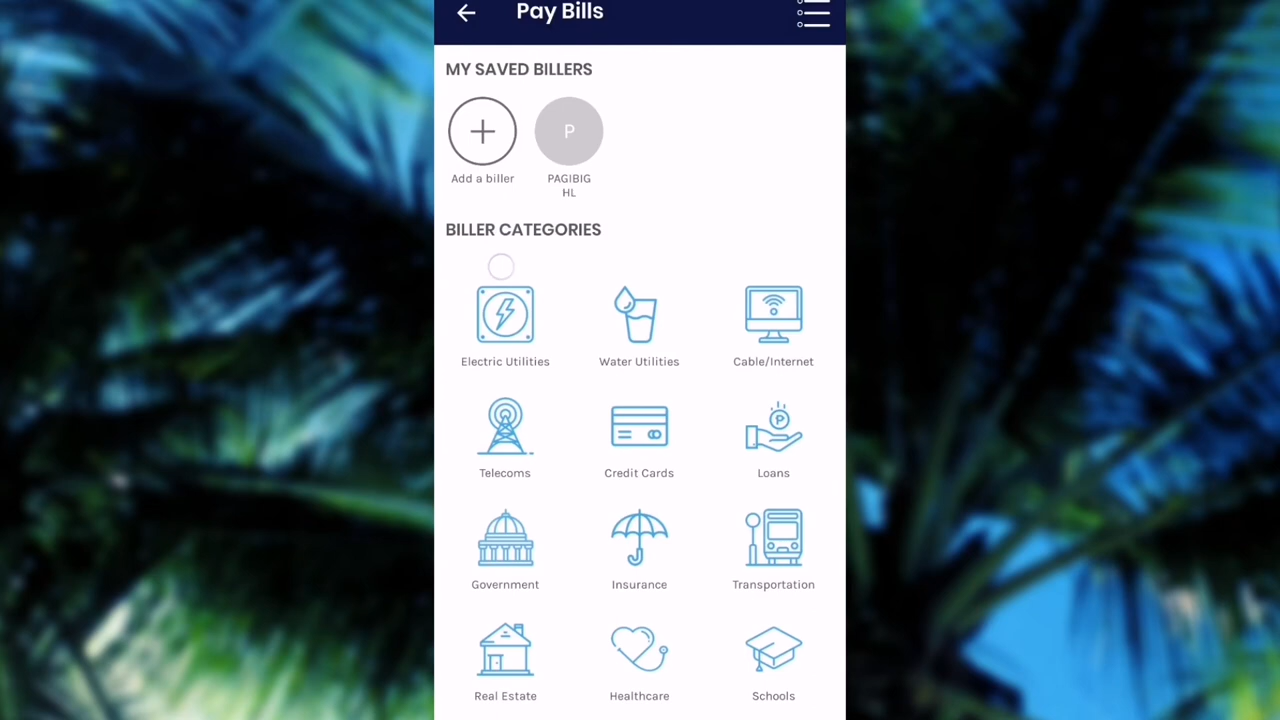 Pay Bills
MY SAVED BILLERS
P
Add a biller
PAGIBIG
HL
BILLER CATEGORIES
Electric Utilities
Water Utilities
Cable/Internet
Telecoms
Credit Cards
P
Loans
Government
Insurance
Transportation
Real Estate
Healthcare
Schools